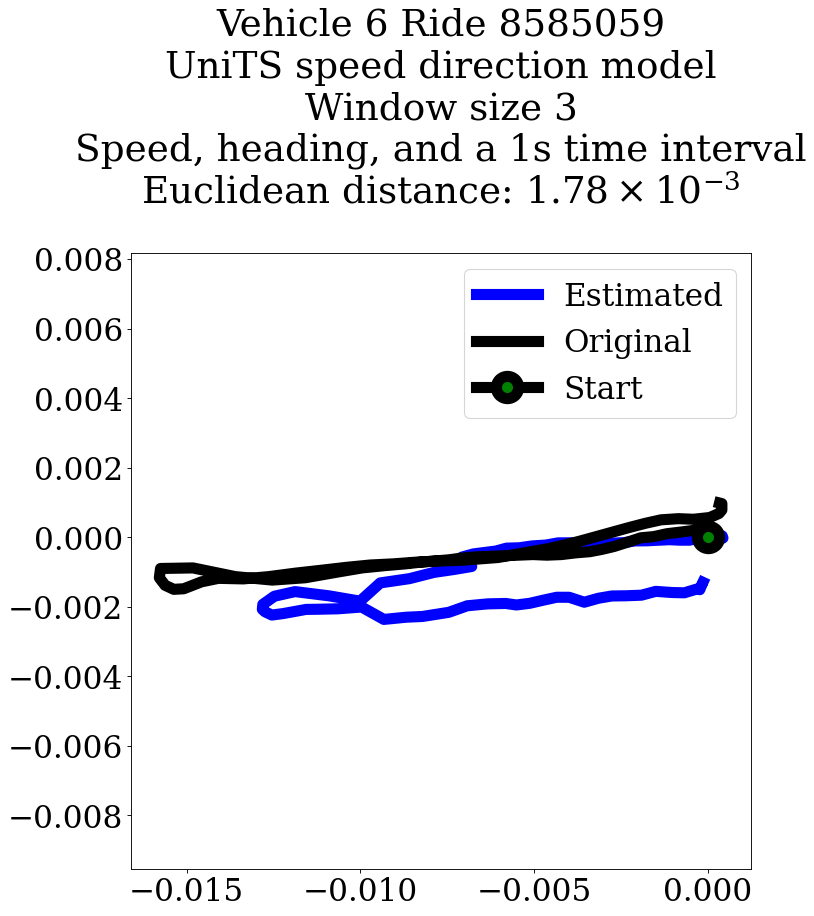 Vehicle 6 Ride 8585059
UniTS speed direction model
Window size 3
Speed, heading, and a 1s time interval
Euclidean distance: 1.78 × 10⁻³
0.008
0.006
0.004
0.002
0.000
−0.002
−0.004
−0.006
−0.008
Estimated
Original
Start
−0.015
−0.010
−0.005
0.000